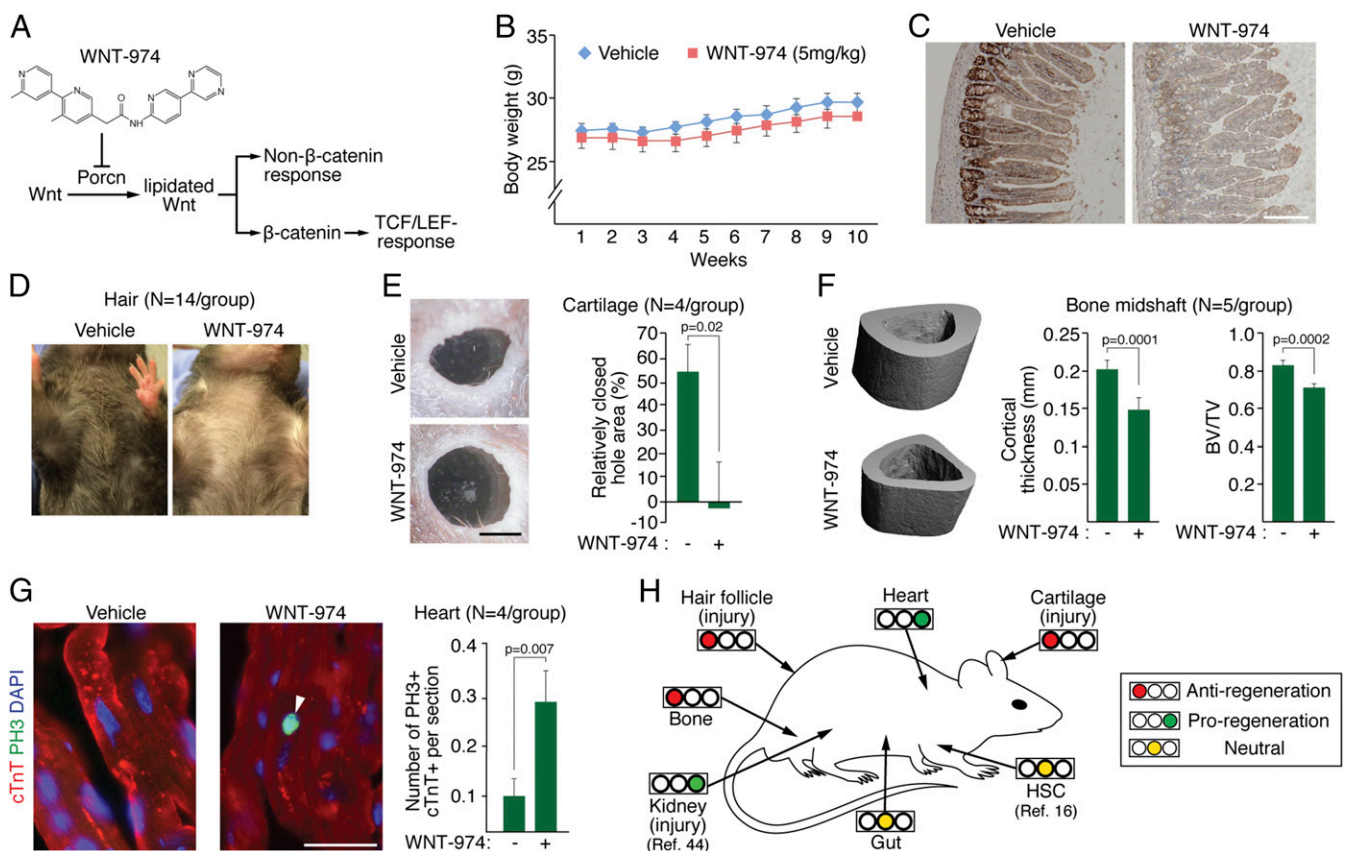 A
WNT-974
N
N
O
NH
N
N
N
Porcn
Wnt
lipidated
Wnt
Non-β-catenin
response
β-catenin
TCF/LEF-
response
B
Body weight (g)
35
30
25
Vehicle
WNT-974 (5mg/kg)
1 2 3 4 5 6 7 8 9 10
Weeks
C
Vehicle
WNT-974
D
Hair (N=14/group)
Vehicle
WNT-974
E
Vehicle
WNT-974
Cartilage (N=4/group)
p=0.02
Relatively closed
hole area (%)
70
60
50
40
30
20
10
0
-10
WNT-974 : - +
F
Vehicle
WNT-974
Bone midshaft (N=5/group)
p=0.0001
Cortical
thickness (mm)
0.2
0.15
0.1
0.05
WNT-974 : - +
p=0.0002
BV/TV
1.0
0.8
0.6
0.4
0.2
WNT-974 : - +
G
cTnT PH3 DAPI
Vehicle
WNT-974
Heart (N=4/group)
p=0.007
Number of PH3+
cTnT+ per section
0.4
0.3
0.2
0.1
WNT-974 : - +
H
Hair follicle
(injury)
Heart
Cartilage
(injury)
Bone
Kidney
(injury)
(Ref. 44)
Gut
HSC
(Ref. 16)
Anti-regeneration
Pro-regeneration
Neutral